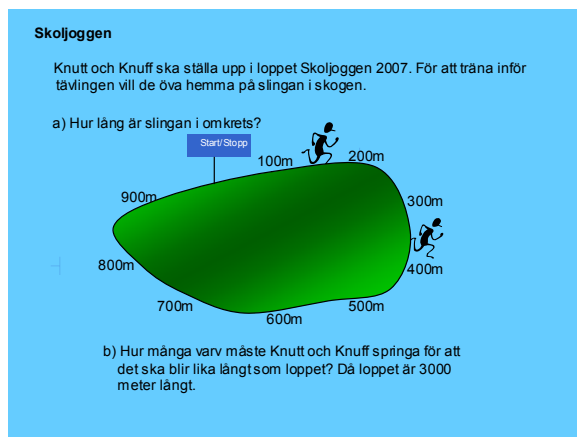 Skoljoggen
Knutt och Knuff ska ställa upp i loppet Skoljoggen 2007. För att träna inför
tävlingen vill de öva hemma på slingan i skogen.
a) Hur lång är slingan i omkrets?
Start/Stopp
100m
200m
900m
300m
800m
400m
700m
500m
600m
b) Hur många varv måste Knutt och Knuff springa för att
det ska blir lika långt som loppet? Då loppet är 3000
meter långt.